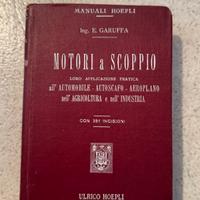 MANUALI HOEPLI
Ing. E. GARUFFA
MOTORI a SCOPPIO
LORO APPLICAZIONE PRATICA
all'AUTOMOBILE - AUTOSCAFO - AEROPLANO
nell'AGRICOLTURA e nell'INDUSTRIA
CON 381 INCISIONI
ULRICO HOEPLI